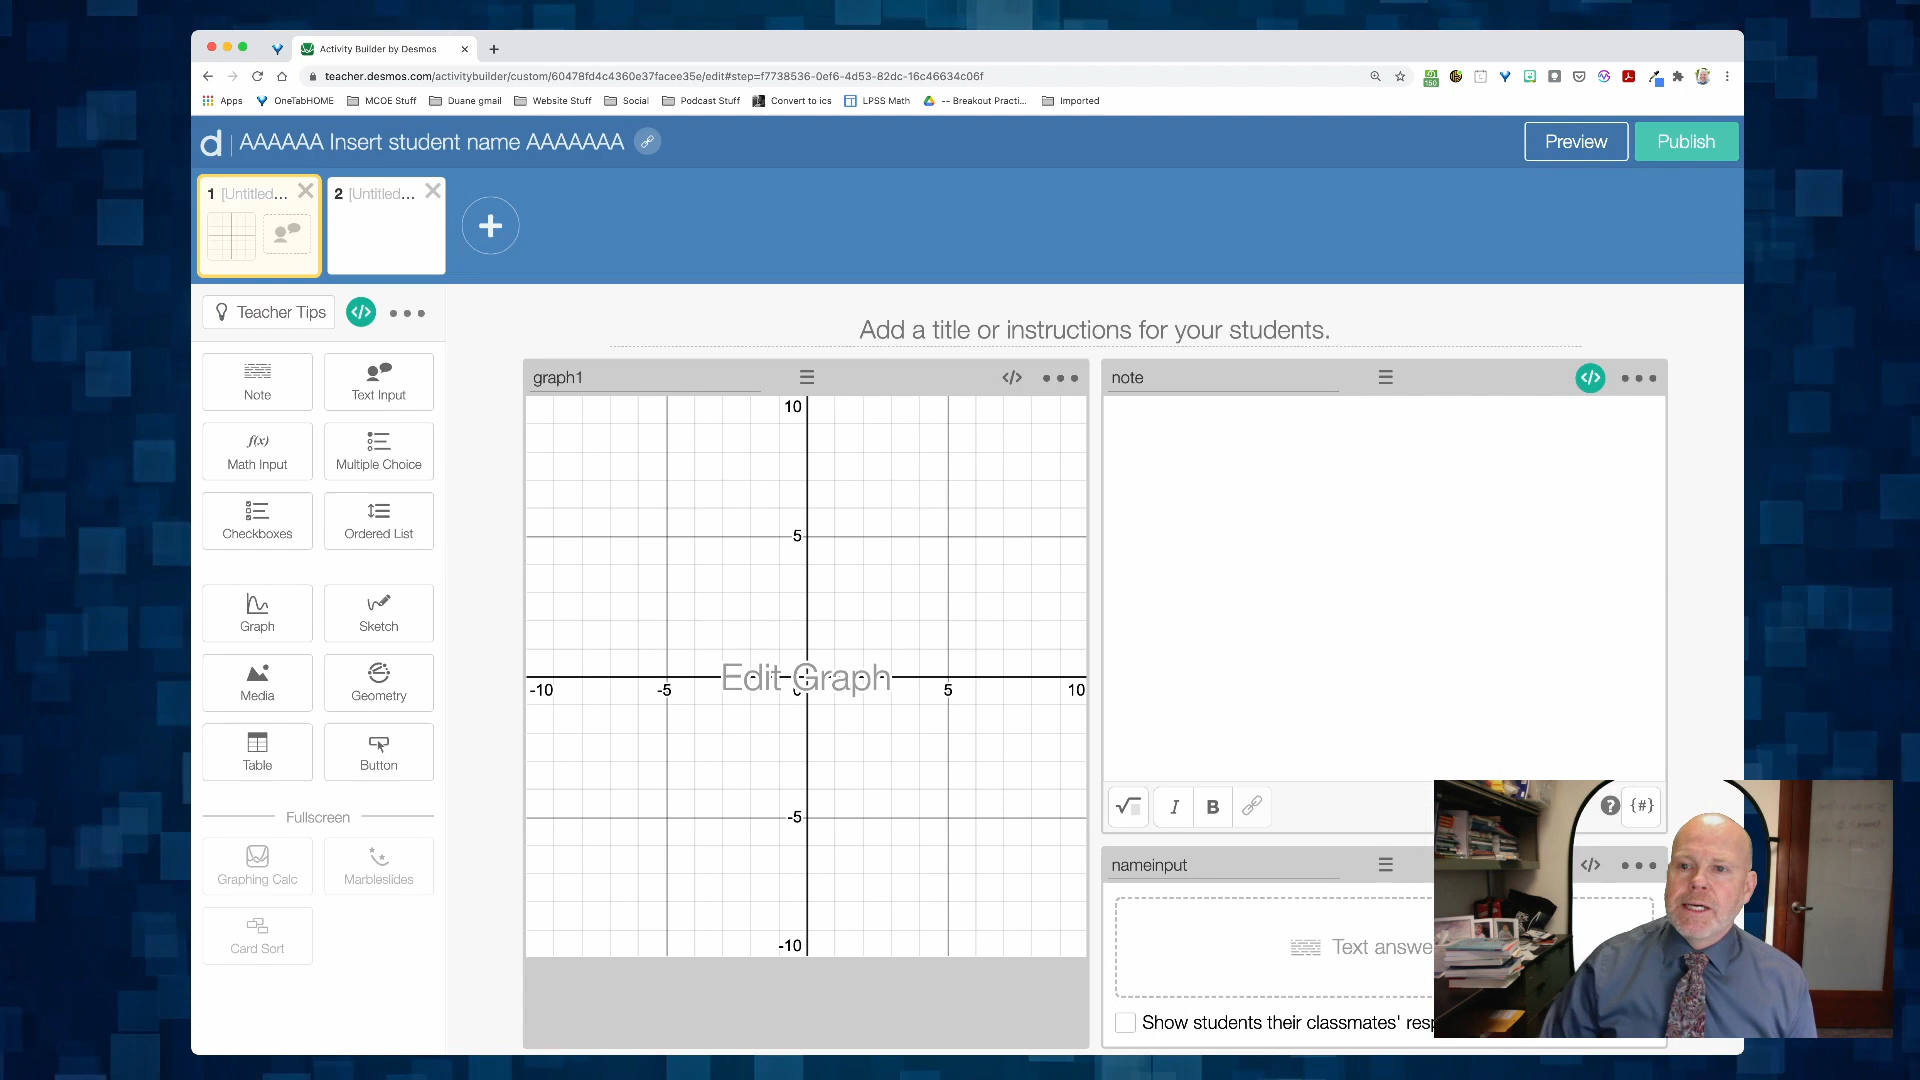 Activity Builder by Desmos
teacher.desmos.com/activitybuilder/custom/60478fd4c4360e37facee35e/edit#step=f7738536-0ef6-4d53-82dc-16c46634c06f
150
Apps
OneTabHOME
MCOE Stuff
Duane gmail
Website Stuff
Social
Podcast Stuff
Convert to ics
LPSS Math
-- Breakout Practi...
Imported
d | AAAAAA Insert student name AAAAAAA
Preview
Publish
1 [Untitled...
2 [Untitled...
Teacher Tips
Add a title or instructions for your students.
Note
Text Input
f(x)
Math Input
Multiple Choice
Checkboxes
Ordered List
Graph
Sketch
Media
Geometry
Table
Button
Fullscreen
Graphing Calc
Marbleslides
Card Sort
graph1
10
5
Edit Graph
-10
-5
0
5
10
-5
-10
note
I
B
{#}
nameinput
Text answe
Show students their classmates' resp